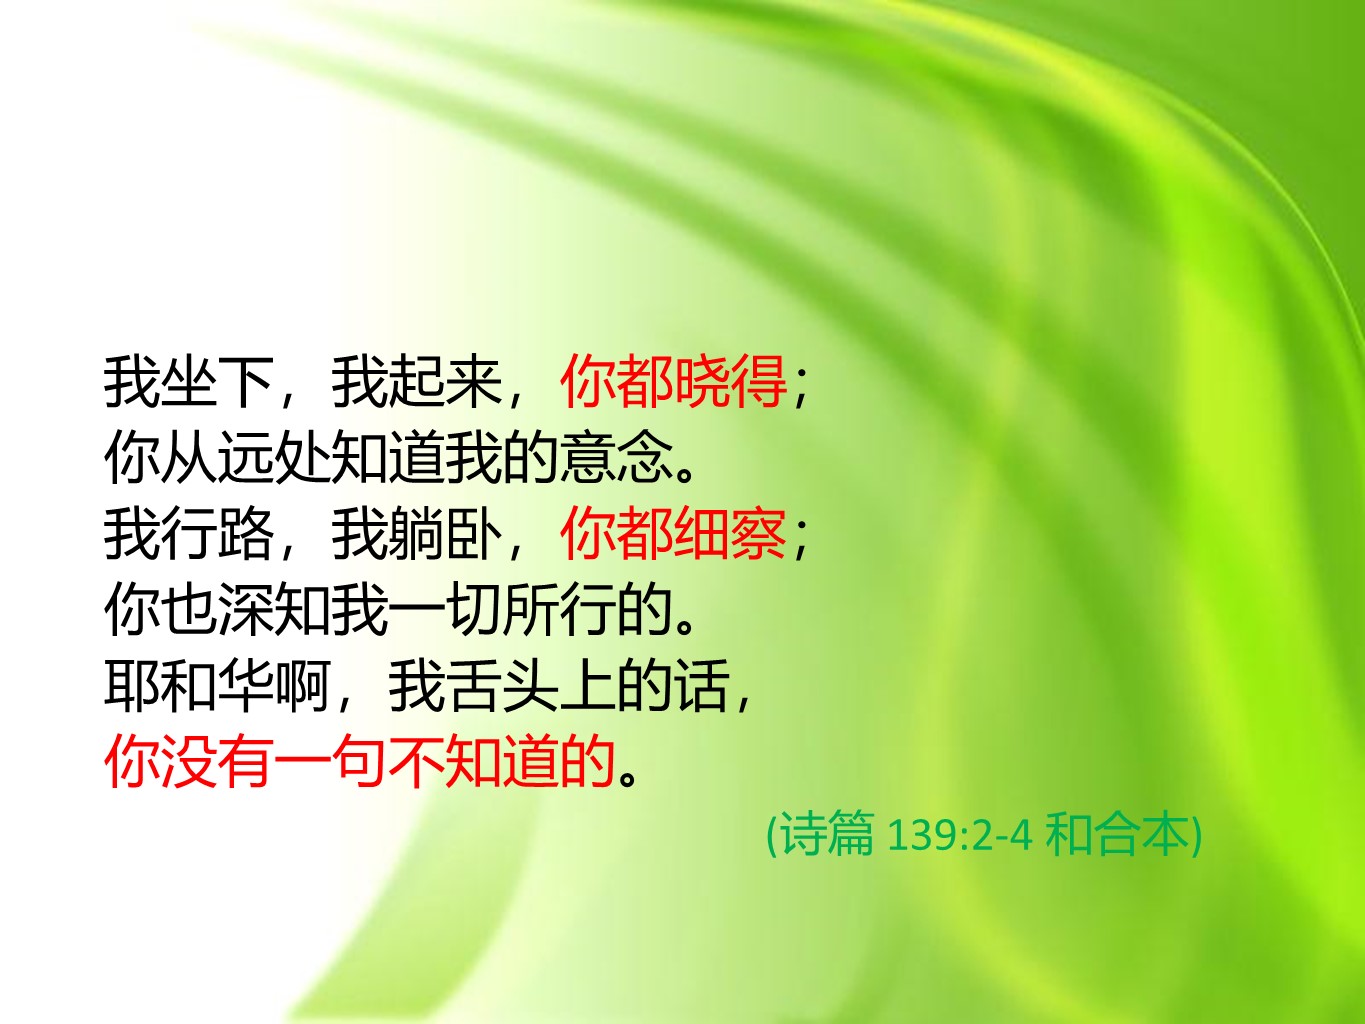 我坐下，我起来，你都晓得；
你从远处知道我的意念。
我行路，我躺卧，你都细察；
你也深知我一切所行的。
耶和华啊，我舌头上的话，
你没有一句不知道的。
(诗篇 139:2-4 和合本)